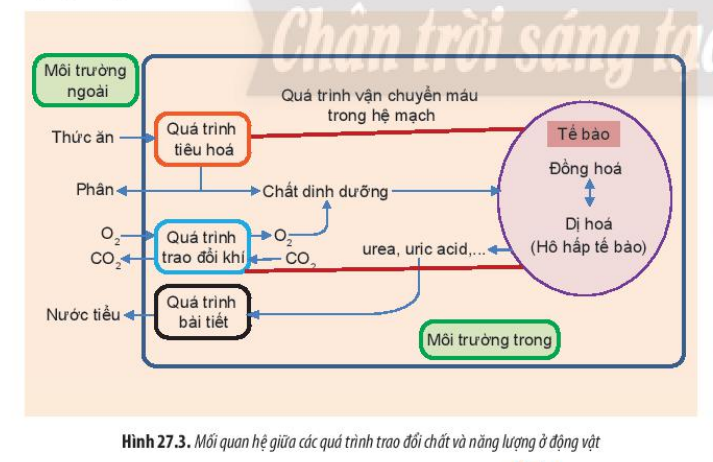 Chân trời sáng tạo
Môi trường
ngoài
Quá trình vận chuyển máu
trong hệ mạch
Thức ăn
Quá trình
tiêu hoá
Tế bào
Đồng hoá
Phân
Chất dinh dưỡng
Dị hoá
(Hô hấp tế bào)
O₂
CO₂
Quá trình
trao đổi khí
O₂
CO₂
urea, uric acid,...
Nước tiểu
Quá trình
bài tiết
Môi trường trong
Hình 27.3. Mối quan hệ giữa các quá trình trao đổi chất và năng lượng ở động vật